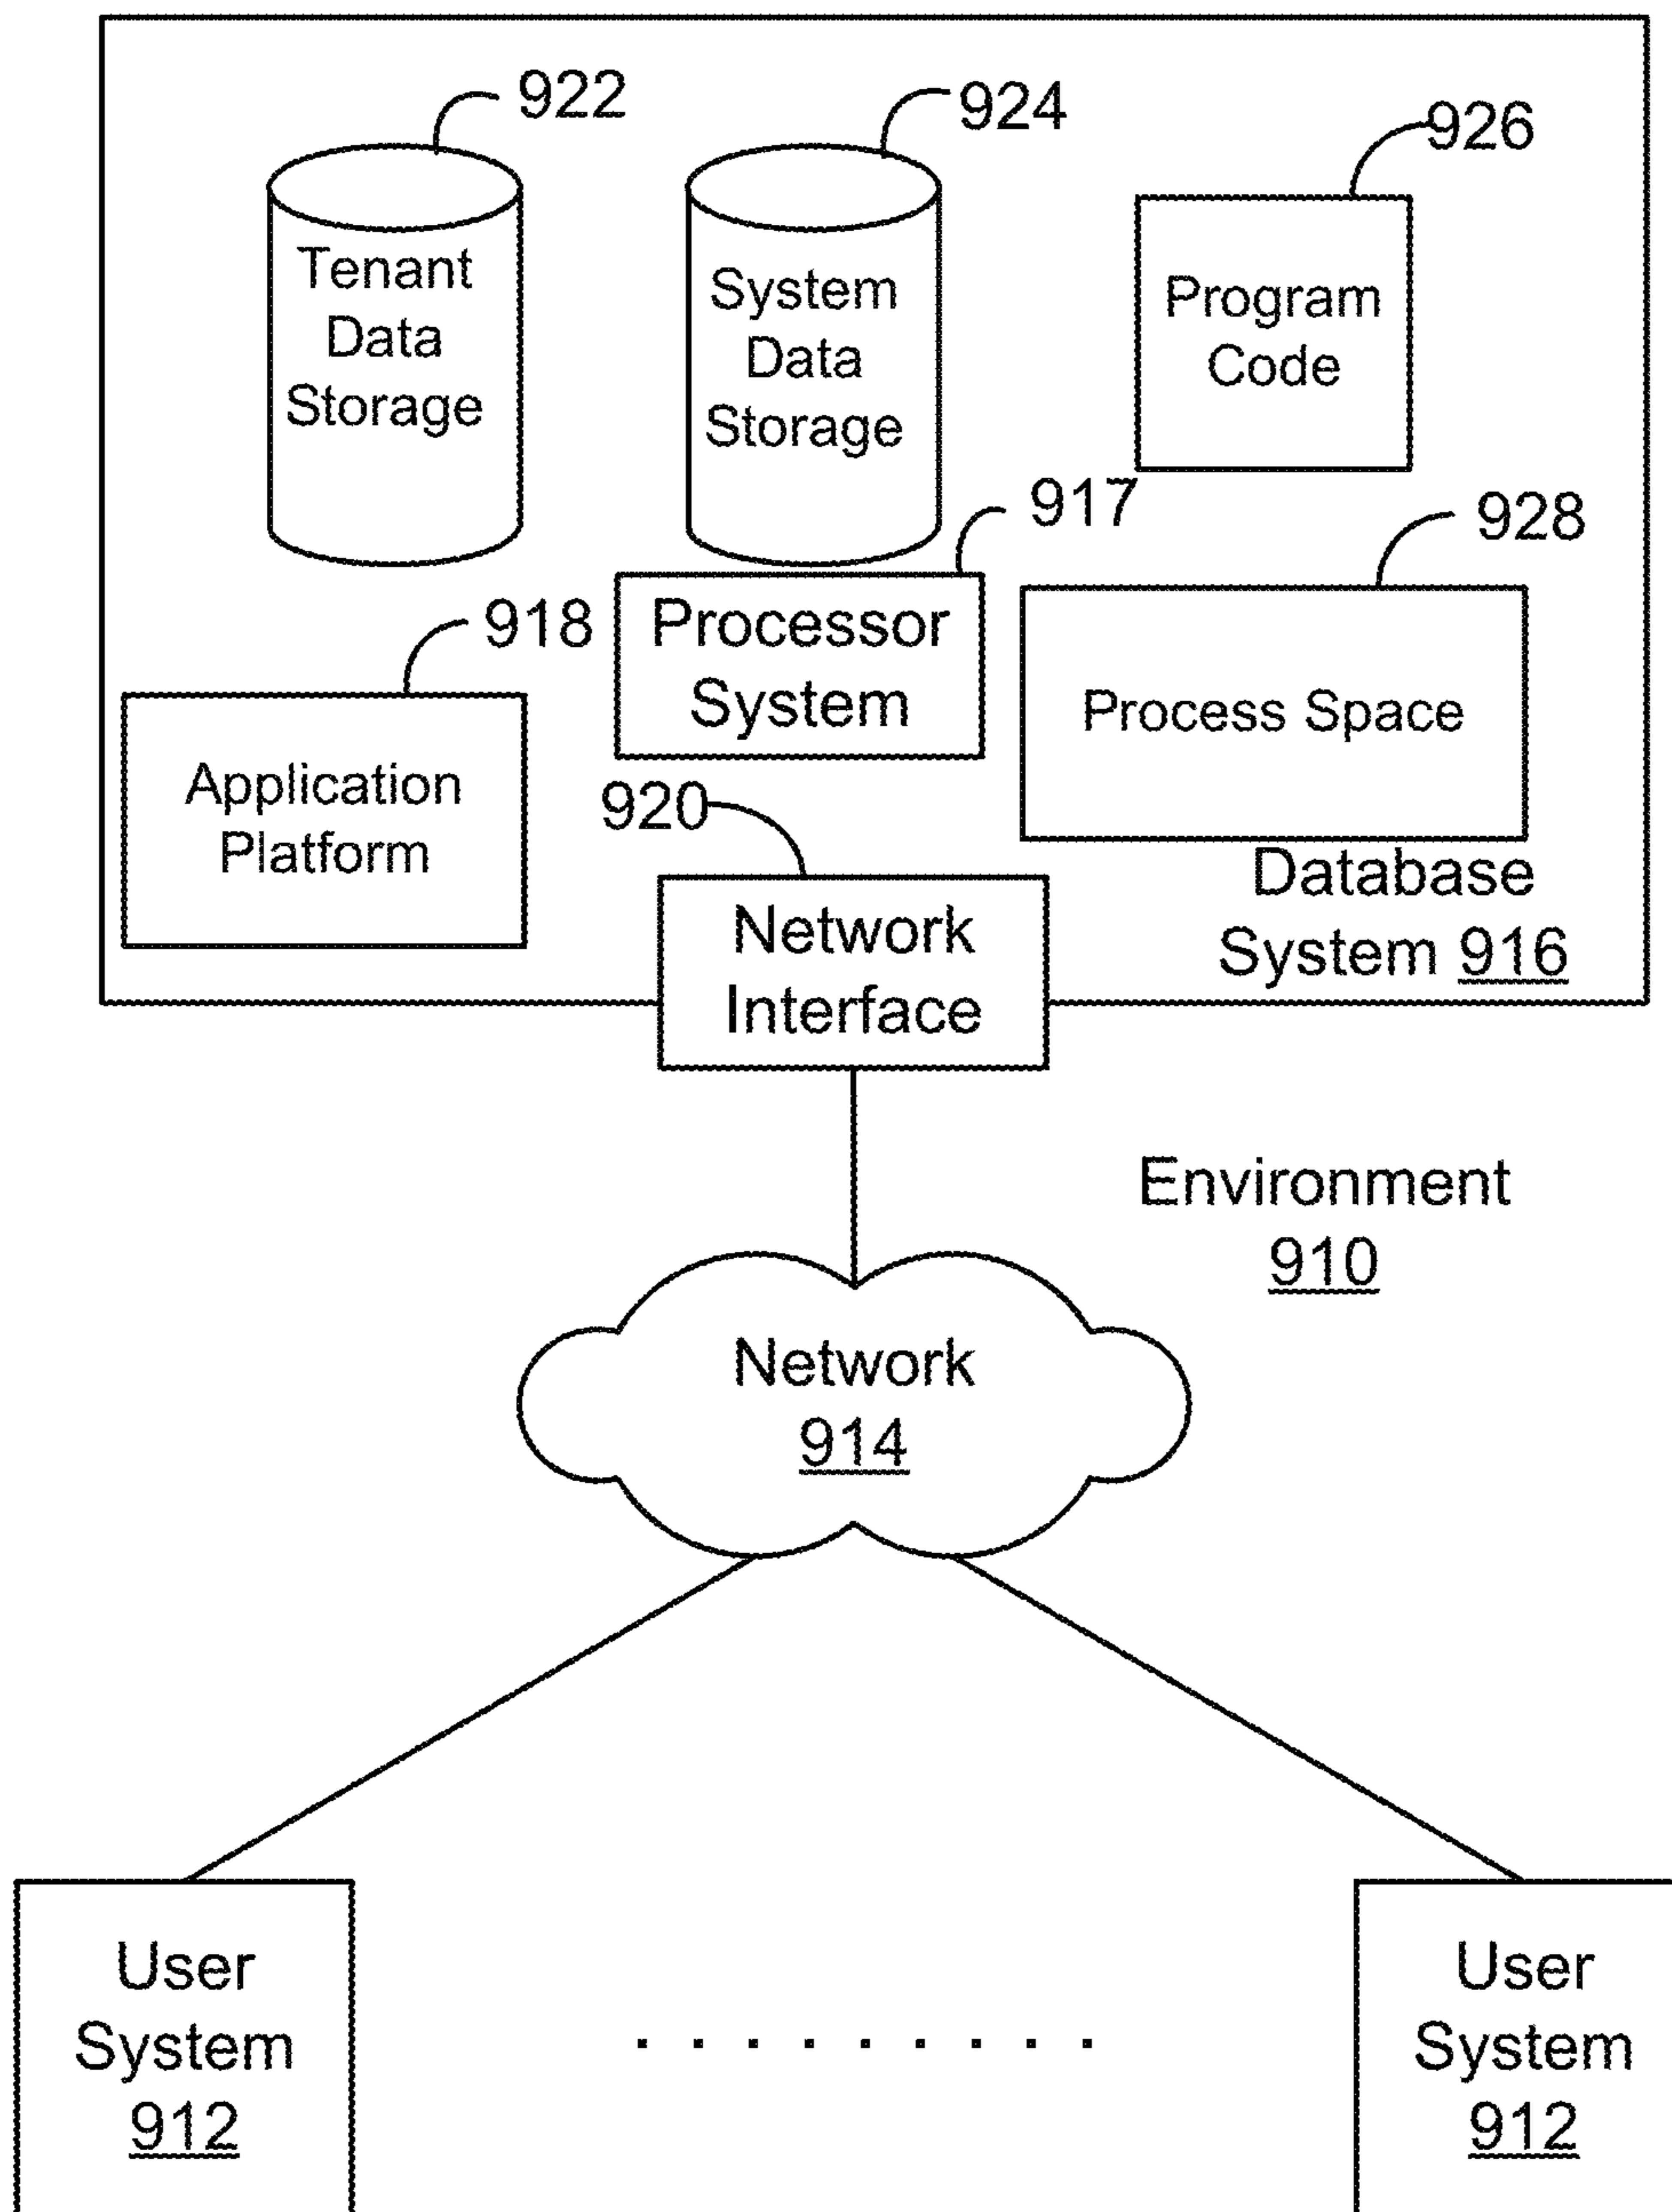 922
924
926
Tenant
Data
Storage
System
Data
Storage
Program
Code
917
928
918
Processor
System
Process Space
Application
Platform
920
Database
System 916
Network
Interface
Environment
910
Network
914
User
System
912
. . . . . . . . .
User
System
912